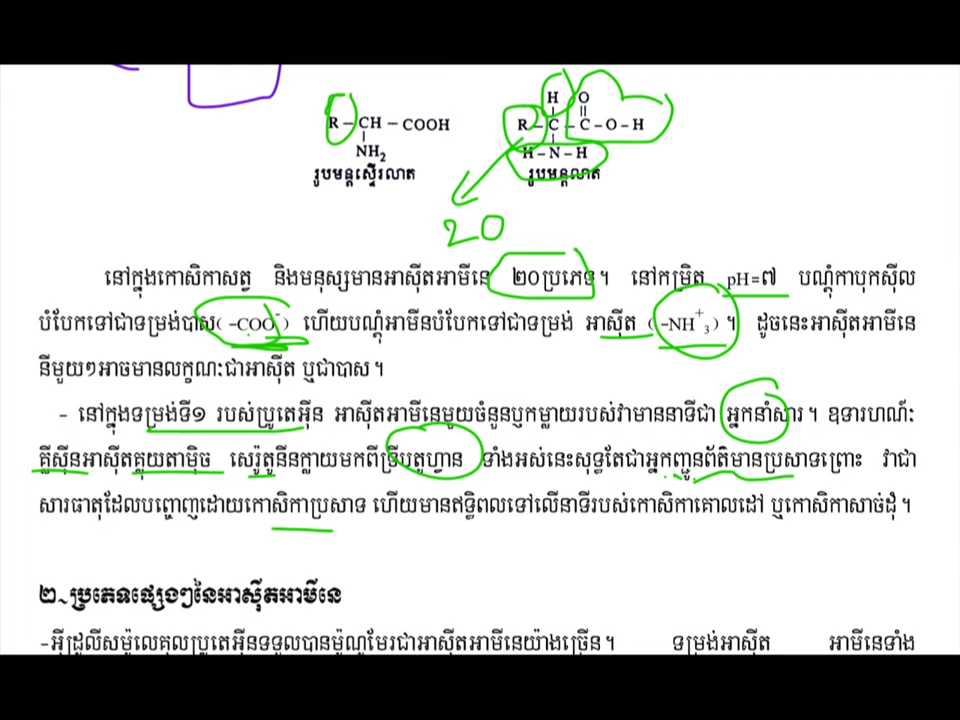 R – CH – COOH
NH₂
រូបមន្តស្ទើរលាត
H O
R – C – C – O – H
H – N – H
រូបមន្តលាត
20
នៅក្នុងកោសិកាសត្វ និងមនុស្សមានអាស៊ីតអាមីនេ ២០ប្រភេទ។ នៅកម្រិត pH=៧ បណ្តុំកាបុកស៊ីល
បំបែកទៅជាទម្រង់បាស( –COO⁻) ហើយបណ្តុំអាមីនបំបែកទៅជាទម្រង់ អាស៊ីត ( –NH⁺₃ ) ។ ដូចនេះអាស៊ីតអាមីនេ
នីមួយៗអាចមានលក្ខណៈជាអាស៊ីត ឬជាបាស។
- នៅក្នុងទម្រង់ទី១ របស់ប្រូតេអ៊ីន អាស៊ីតអាមីនេមួយចំនួនឬកម្លាយរបស់វាមាននាទីជា អ្នកនាំសារ។ ឧទារហណ៍ៈ
គ្លីស៊ីនអាស៊ីតគ្លុយតាម៉ិច សេរ៉ូតូនីនក្លាយមកពីទ្រីបតូហ្វាន ទាំងអស់នេះសុទ្ធតែជាអ្នកញ្ជូនព័ត៌មានប្រសាទព្រោះ វាជា
សារធាតុដែលបញ្ចេញដោយកោសិកាប្រសាទ ហើយមានឥទ្ធិពលទៅលើនាទីរបស់កោសិកាគោលដៅ ឬកោសិកាសាច់ដុំ។
២~ប្រភេទផ្សេងៗនៃអាស៊ីតអាមីនេ
-អ៊ីដ្រូលីសម៉ូលេគុលប្រូតេអ៊ីនទទួលបានម៉ូណូមែរជាអាស៊ីតអាមីនេយ៉ាងច្រើន។ ទម្រង់អាស៊ីត អាមីនេទាំង